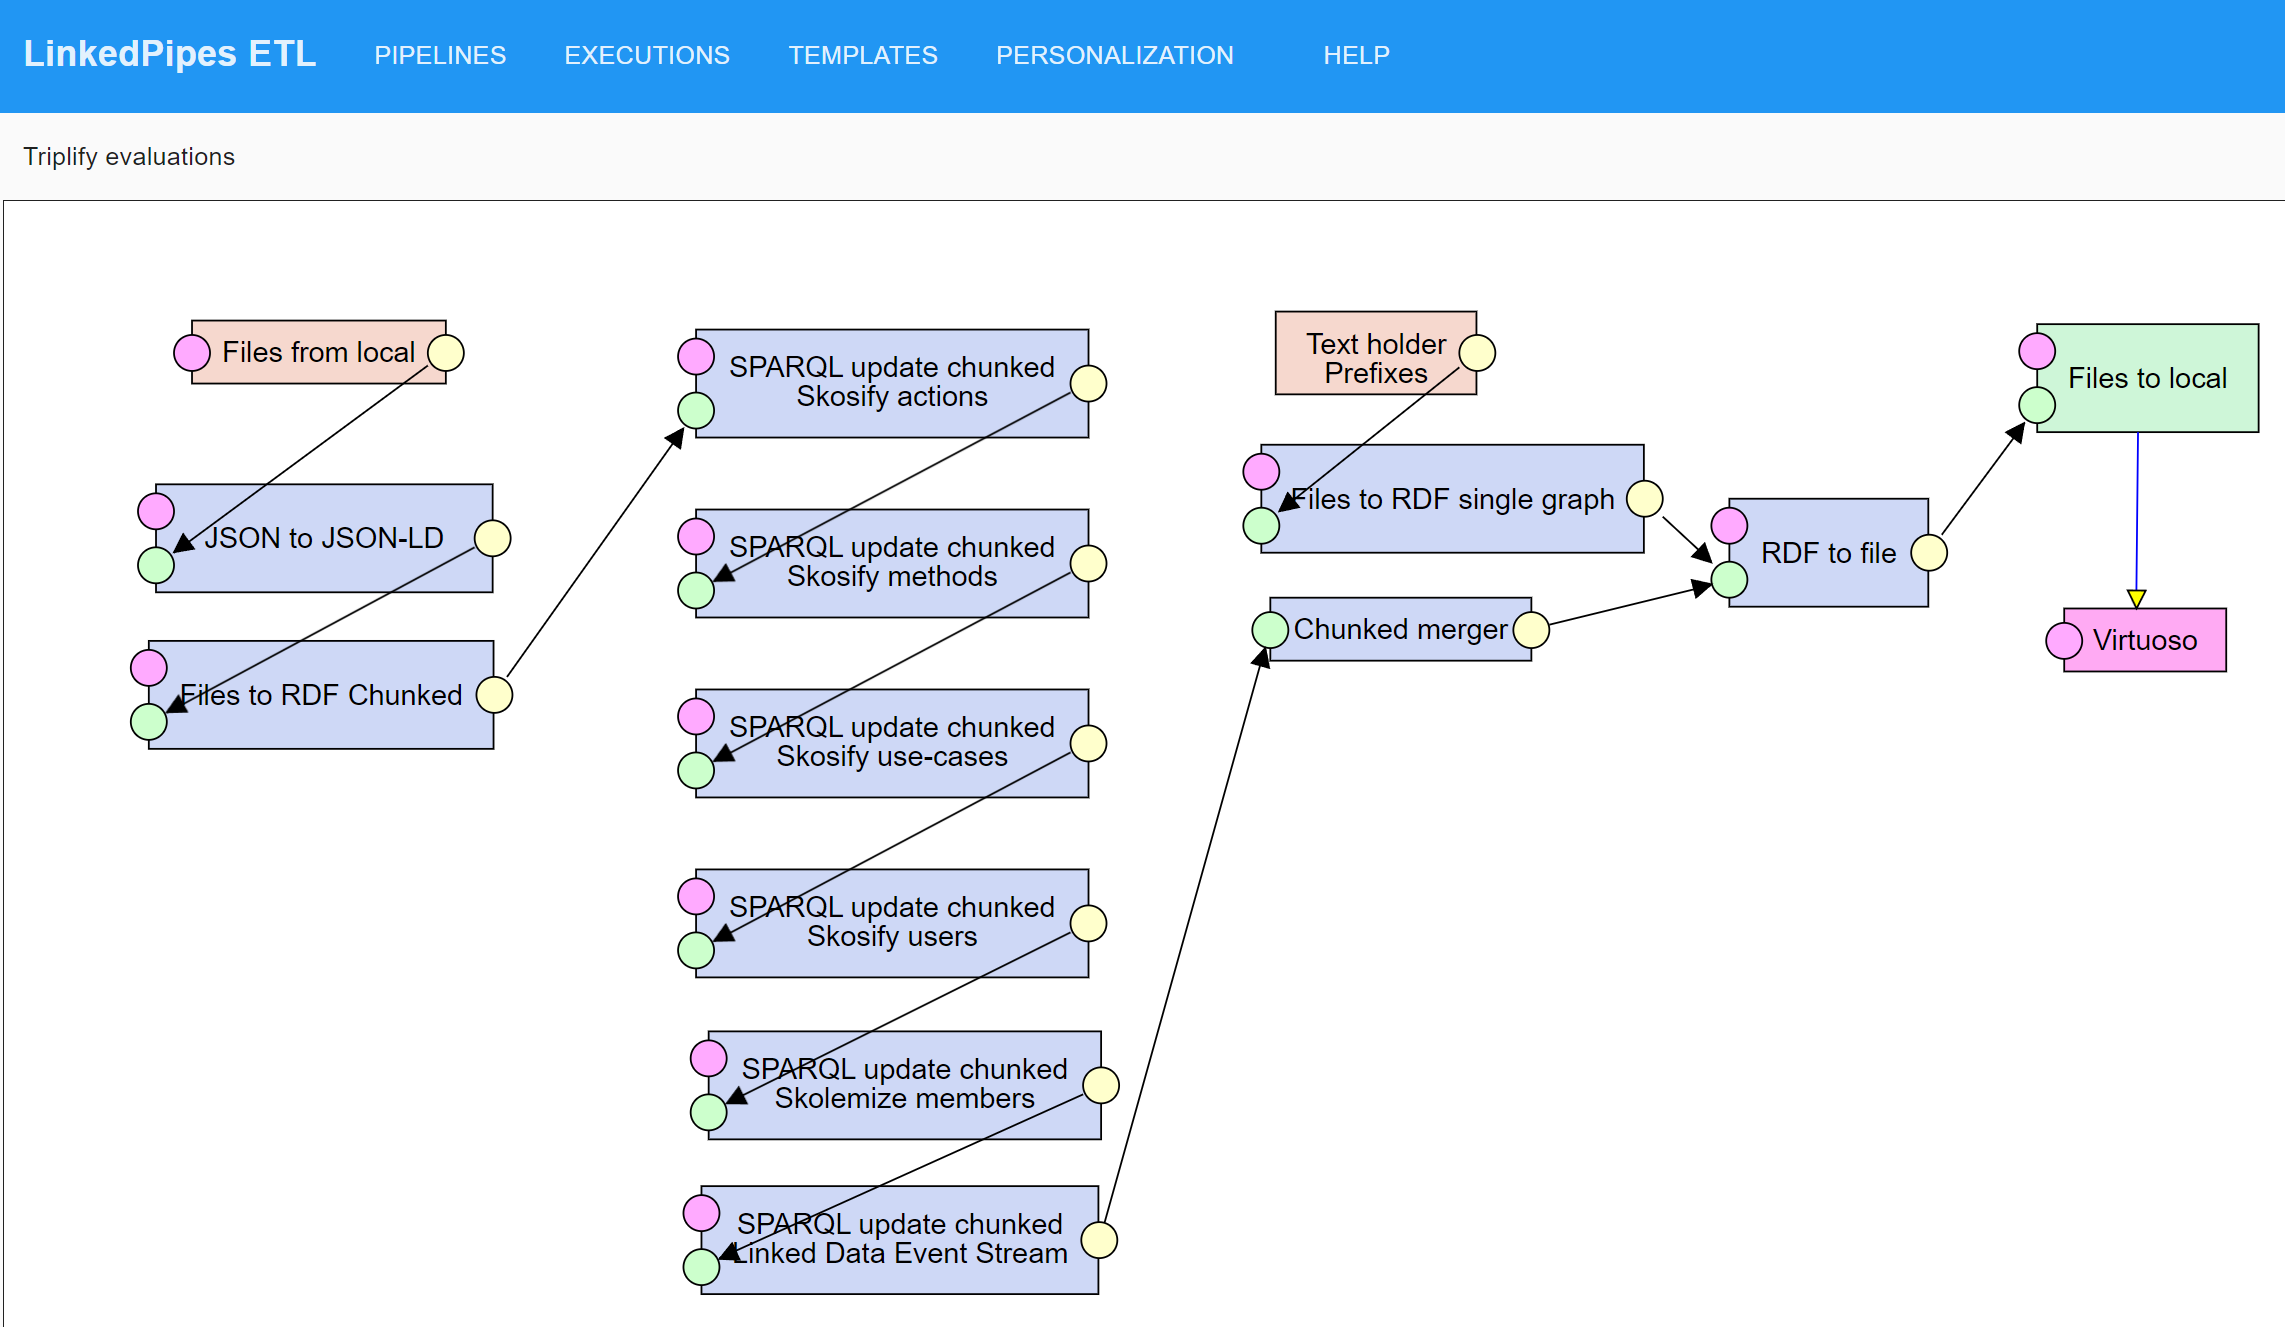 LinkedPipes ETL
PIPELINES
EXECUTIONS
TEMPLATES
PERSONALIZATION
HELP
Triplify evaluations
Files from local
JSON to JSON-LD
Files to RDF Chunked
SPARQL update chunked
Skosify actions
SPARQL update chunked
Skosify methods
SPARQL update chunked
Skosify use-cases
SPARQL update chunked
Skosify users
SPARQL update chunked
Skolemize members
SPARQL update chunked
Linked Data Event Stream
Text holder
Prefixes
Files to RDF single graph
Chunked merger
RDF to file
Files to local
Virtuoso